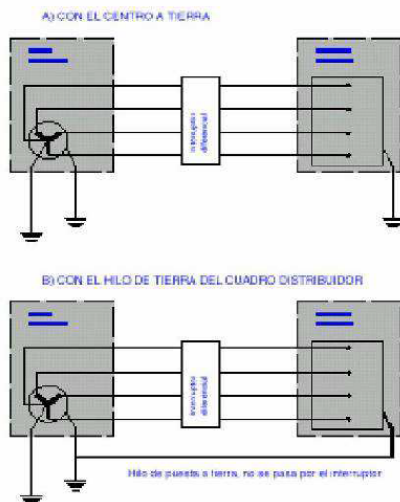 A) CON EL CENTRO A TIERRA
interruptor
diferencial
B) CON EL HILO DE TIERRA DEL CUADRO DISTRIBUIDOR
interruptor
diferencial
Hilo de puesta a tierra, no se pasa por el interruptor